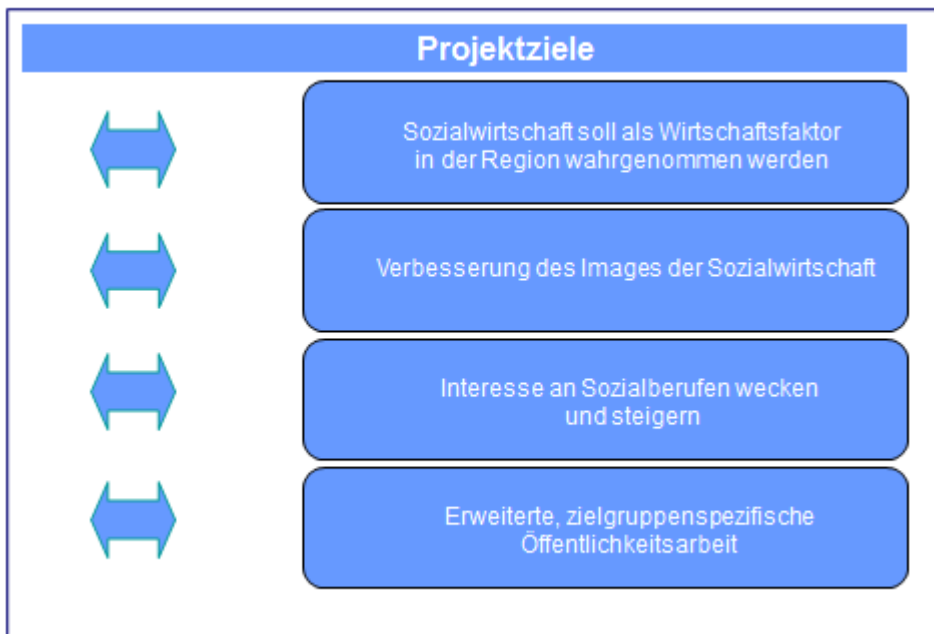 Projektziele
Sozialwirtschaft soll als Wirtschaftsfaktor
in der Region wahrgenommen werden
Verbesserung des Images der Sozialwirtschaft
Interesse an Sozialberufen wecken
und steigern
Erweiterte, zielgruppenspezifische
Öffentlichkeitsarbeit